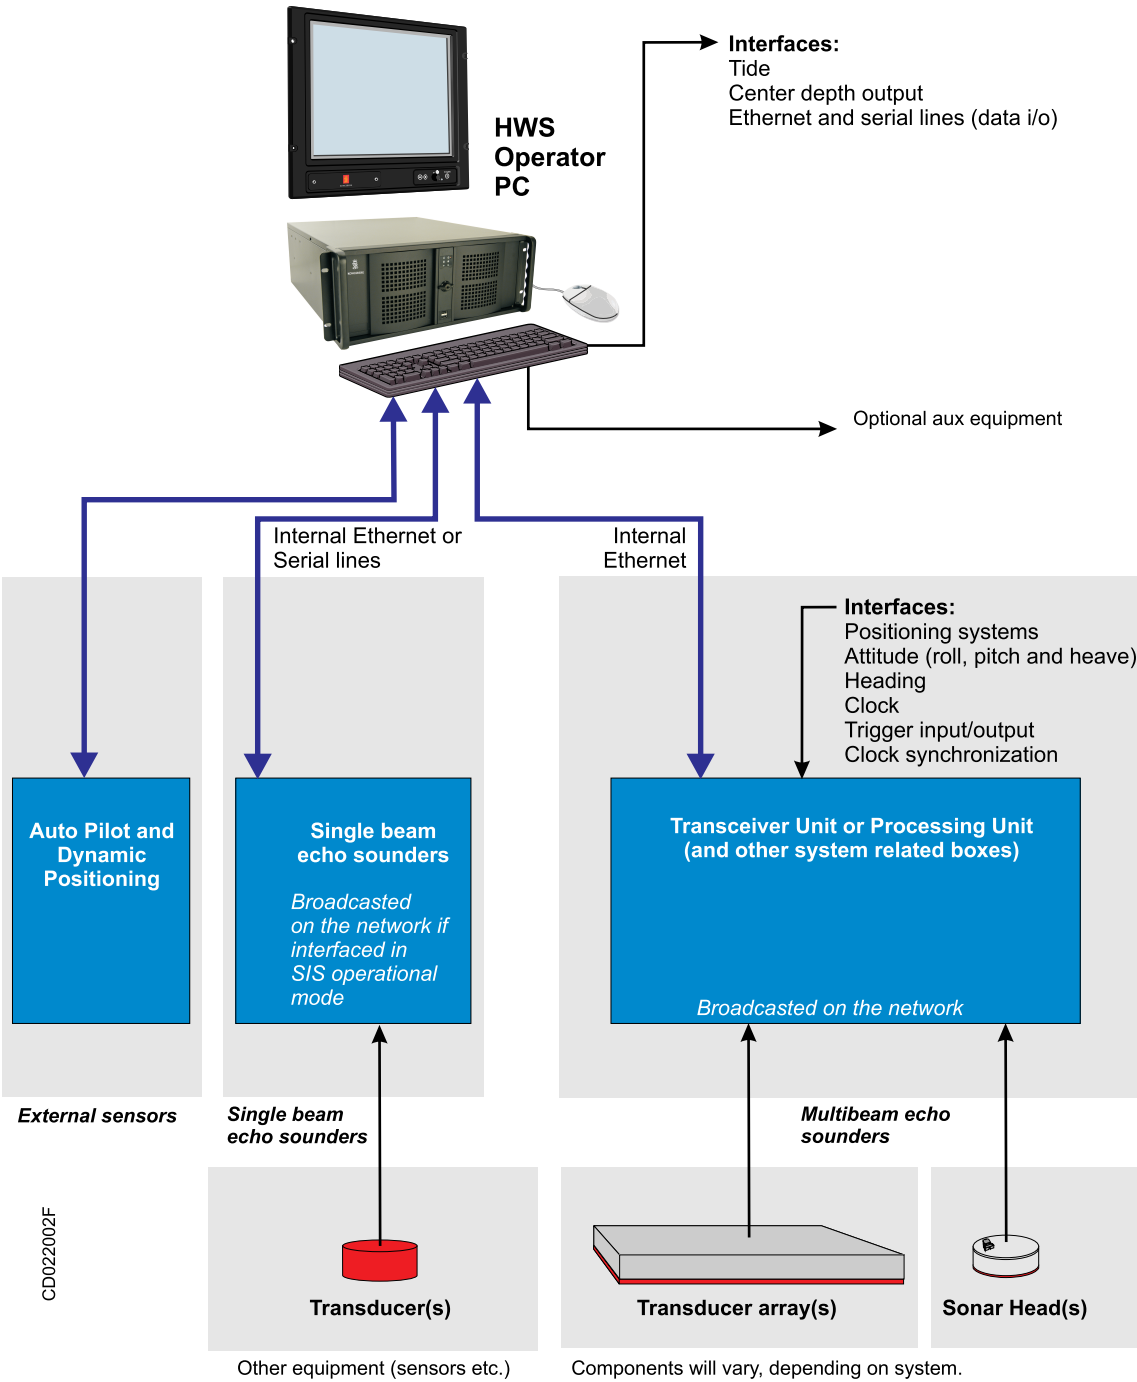 Interfaces:
Tide
Center depth output
Ethernet and serial lines (data i/o)
HWS
Operator
PC
Optional aux equipment
Internal Ethernet or
Serial lines
Internal
Ethernet
Interfaces:
Positioning systems
Attitude (roll, pitch and heave)
Heading
Clock
Trigger input/output
Clock synchronization
Auto Pilot and
Dynamic
Positioning
Single beam
echo sounders
Broadcasted
on the network if
interfaced in
SIS operational
mode
Transceiver Unit or Processing Unit
(and other system related boxes)
Broadcasted on the network
External sensors
Single beam
echo sounders
Multibeam echo
sounders
CD022002F
Transducer(s)
Transducer array(s)
Sonar Head(s)
Other equipment (sensors etc.)
Components will vary, depending on system.